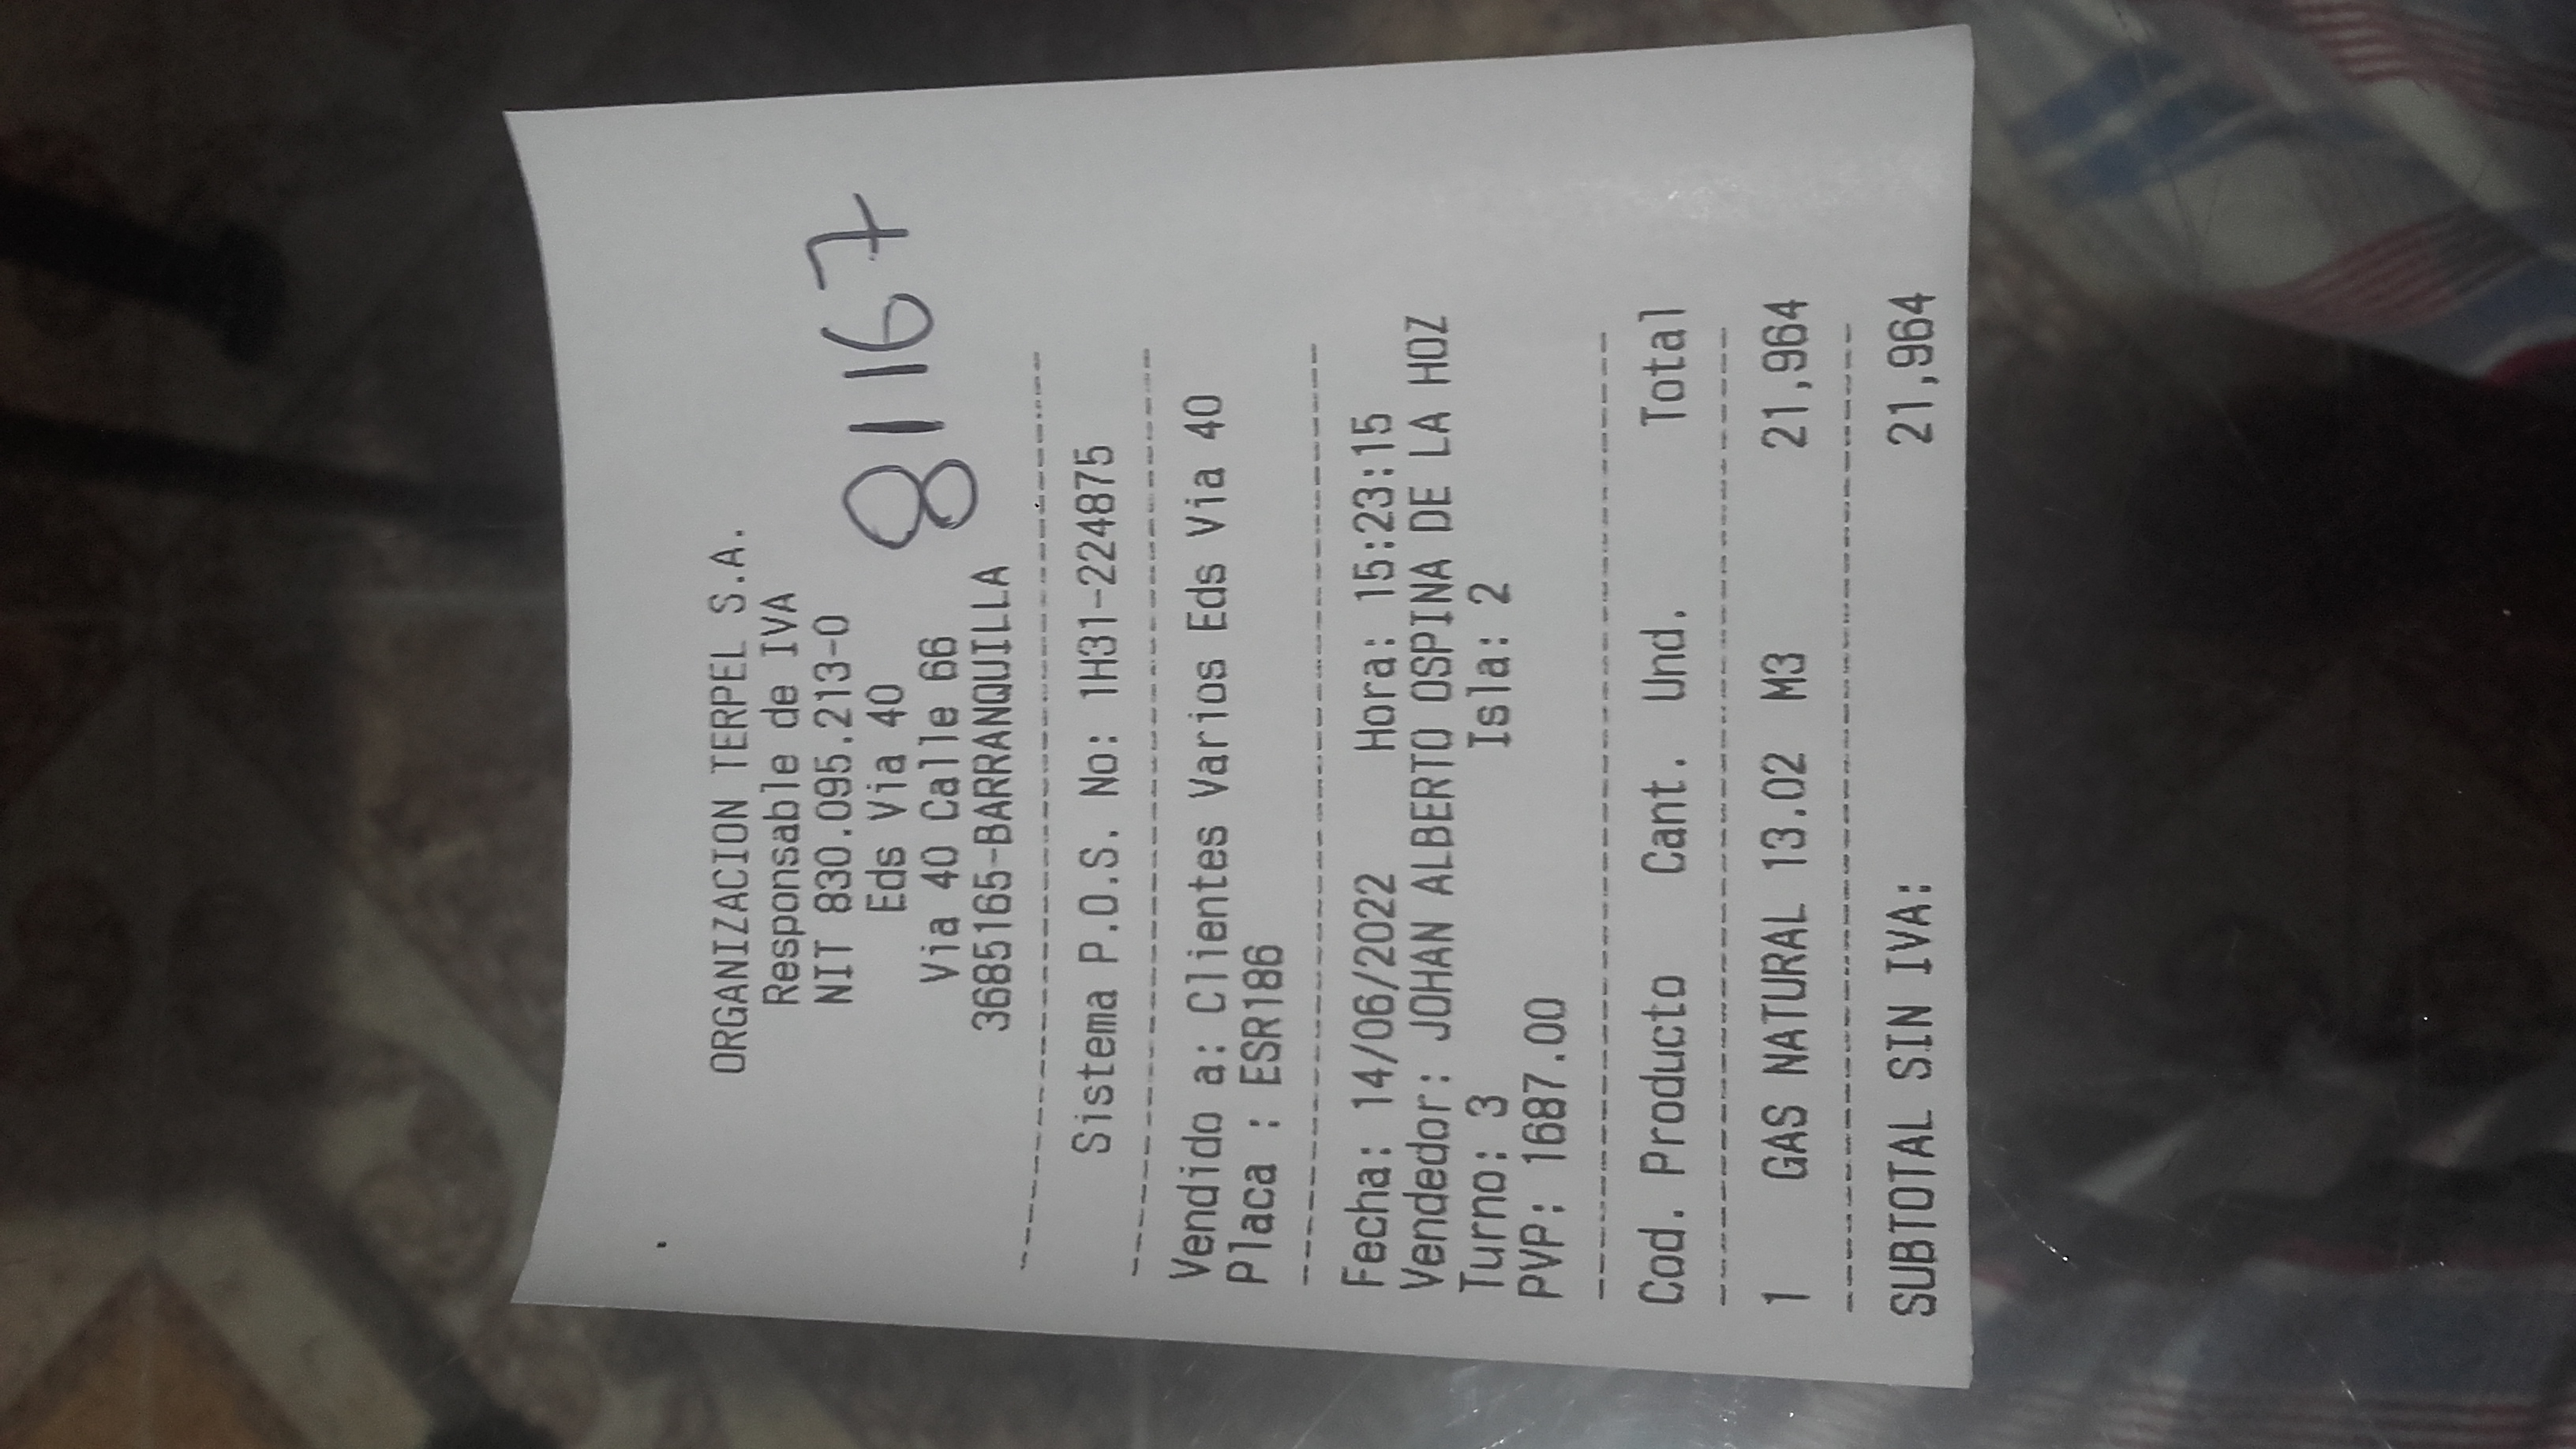 ORGANIZACION TERPEL S.A.
Responsable de IVA
NIT 830.095.213-0
Eds Via 40
Via 40 Calle 66
3685165-BARRANQUILLA
81167
Sistema P.O.S. No: 1H31-224875
Vendido a: Clientes Varios Eds Via 40
Placa : ESR186
Fecha: 14/06/2022 Hora: 15:23:15
Vendedor: JOHAN ALBERTO OSPINA DE LA HOZ
Turno: 3 Isla: 2
PVP: 1687.00
Cod. Producto Cant. Und. Total
1 GAS NATURAL 13.02 M3 21,964
SUBTOTAL SIN IVA: 21,964